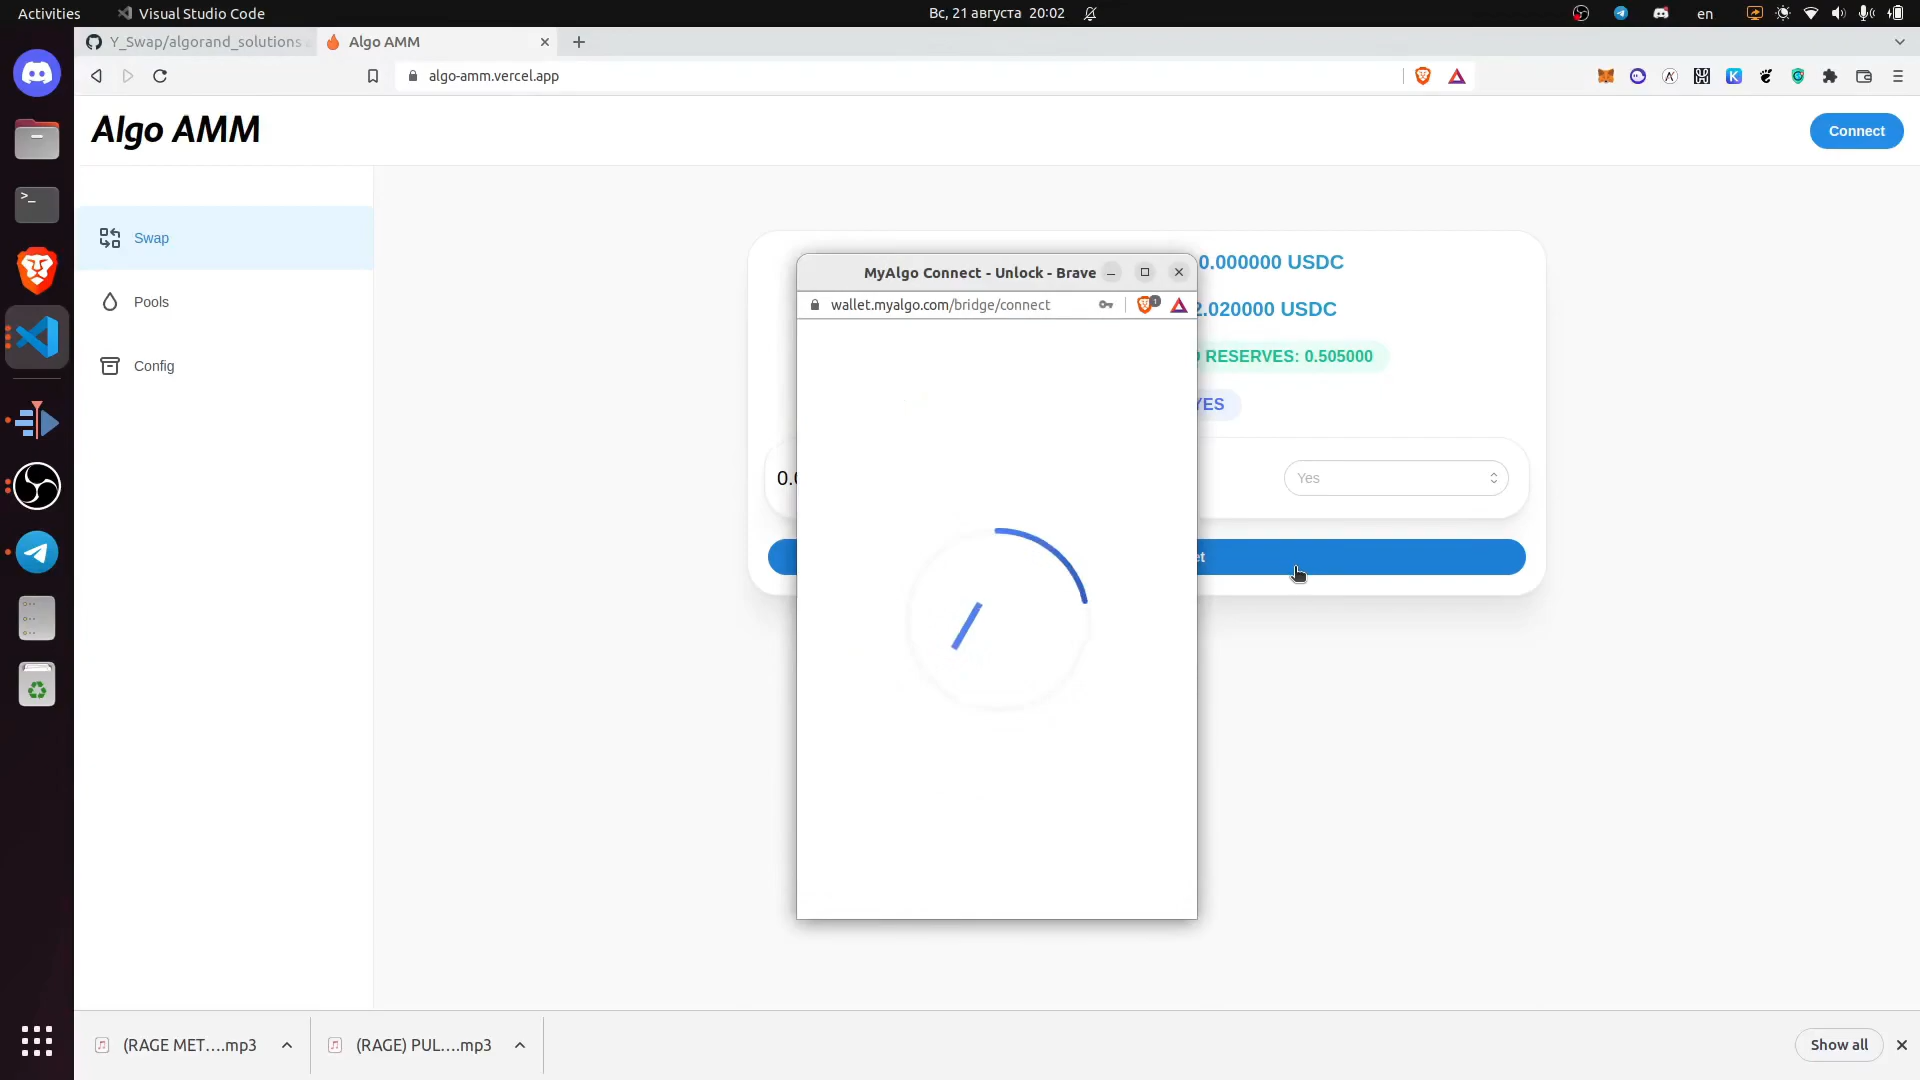 Activities
Visual Studio Code
Вс, 21 августа 20:02
en
Y_Swap/algorand_solutions
Algo AMM
algo-amm.vercel.app
Algo AMM
Connect
Swap
Pools
Config
MyAlgo Connect - Unlock - Brave
wallet.myalgo.com/bridge/connect
1
0.000000 USDC
2.020000 USDC
RESERVES: 0.505000
YES
Yes
(RAGE MET....mp3
(RAGE) PUL....mp3
Show all